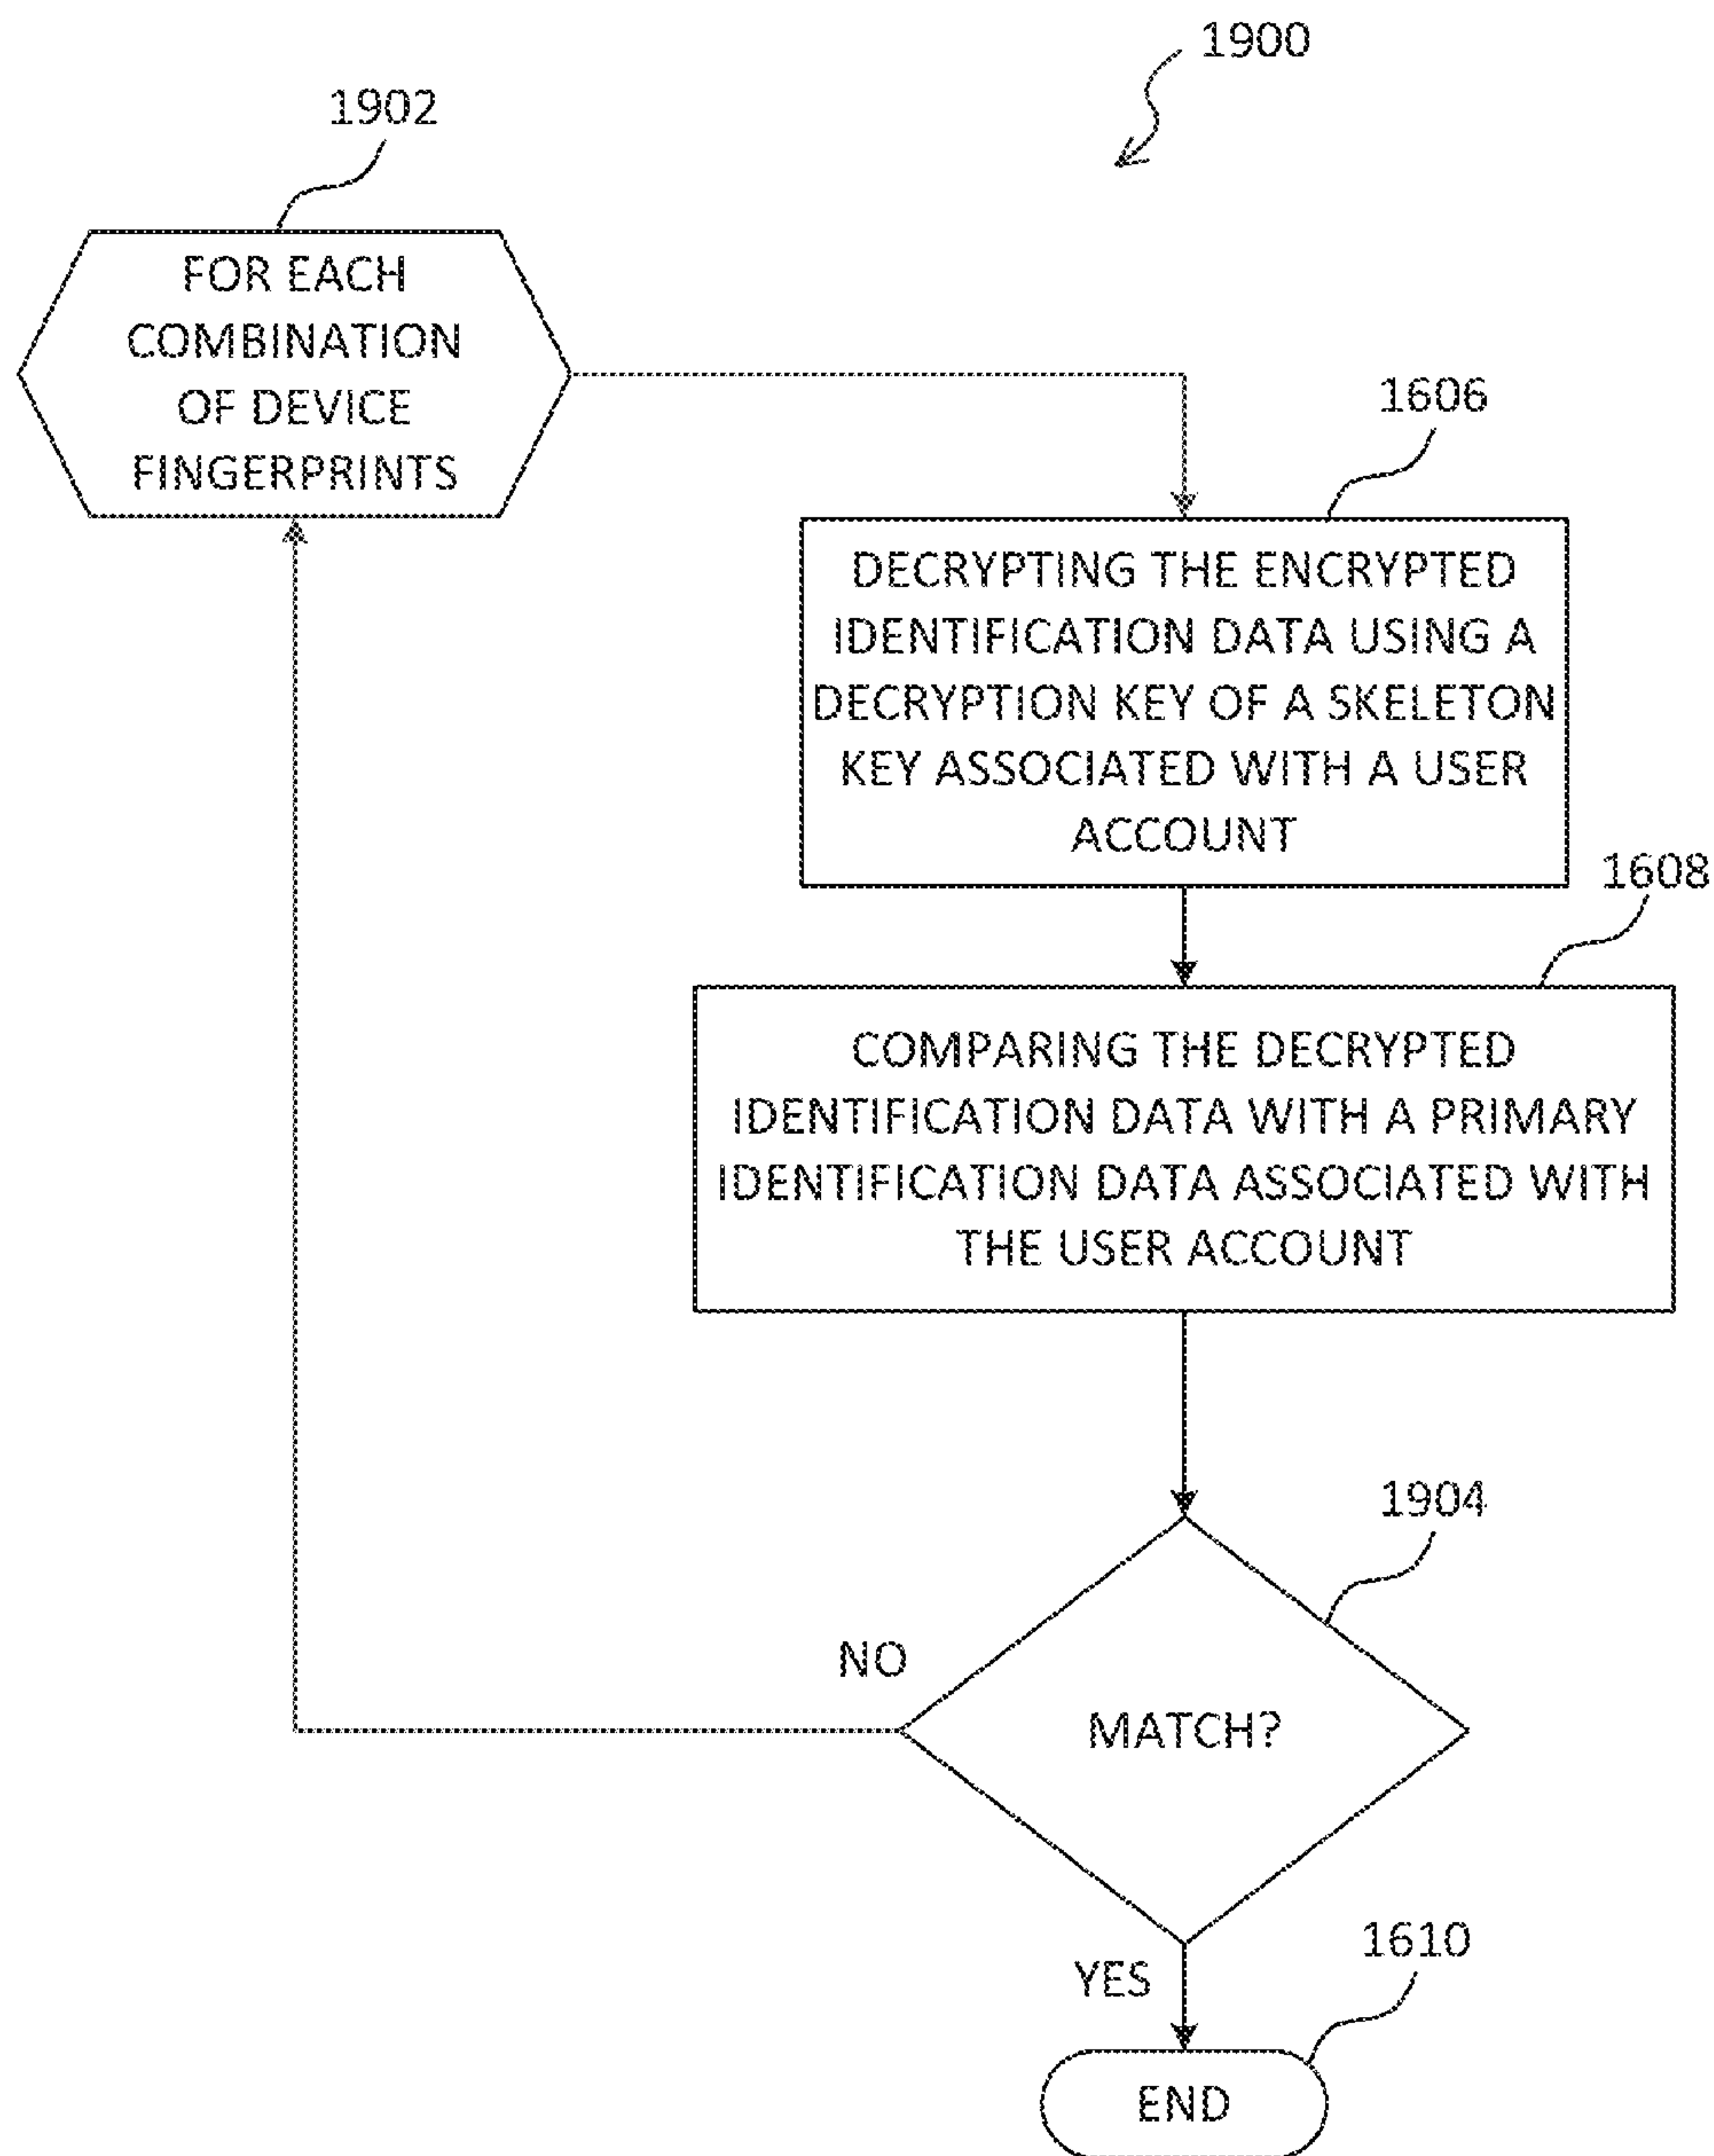 1900
1902
FOR EACH
COMBINATION
OF DEVICE
FINGERPRINTS
1606
DECRYPTING THE ENCRYPTED
IDENTIFICATION DATA USING A
DECRYPTION KEY OF A SKELETON
KEY ASSOCIATED WITH A USER
ACCOUNT
1608
COMPARING THE DECRYPTED
IDENTIFICATION DATA WITH A PRIMARY
IDENTIFICATION DATA ASSOCIATED WITH
THE USER ACCOUNT
1904
NO
MATCH?
YES
1610
END